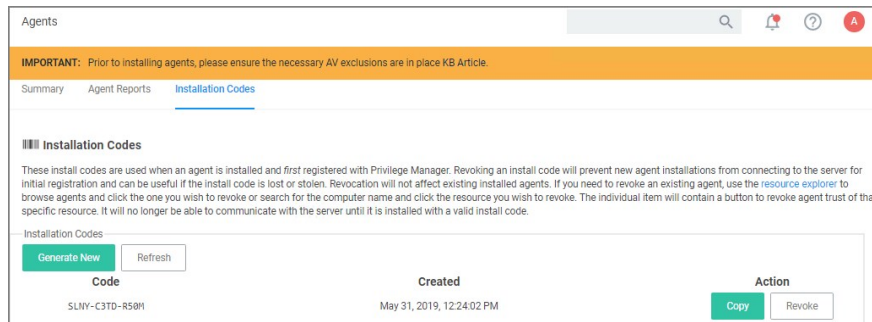 Agents
A
IMPORTANT: Prior to installing agents, please ensure the necessary AV exclusions are in place KB Article.
Summary Agent Reports Installation Codes
Installation Codes
These install codes are used when an agent is installed and first registered with Privilege Manager. Revoking an install code will prevent new agent installations from connecting to the server for
initial registration and can be useful if the install code is lost or stolen. Revocation will not affect existing installed agents. If you need to revoke an existing agent, use the resource explorer to
browse agents and click the one you wish to revoke or search for the computer name and click the resource you wish to revoke. The individual item will contain a button to revoke agent trust of tha
specific resource. It will no longer be able to communicate with the server until it is installed with a valid install code.
Installation Codes
Generate New Refresh
Code Created Action
SLNY-C3TD-R50M May 31, 2019, 12:24:02 PM Copy Revoke